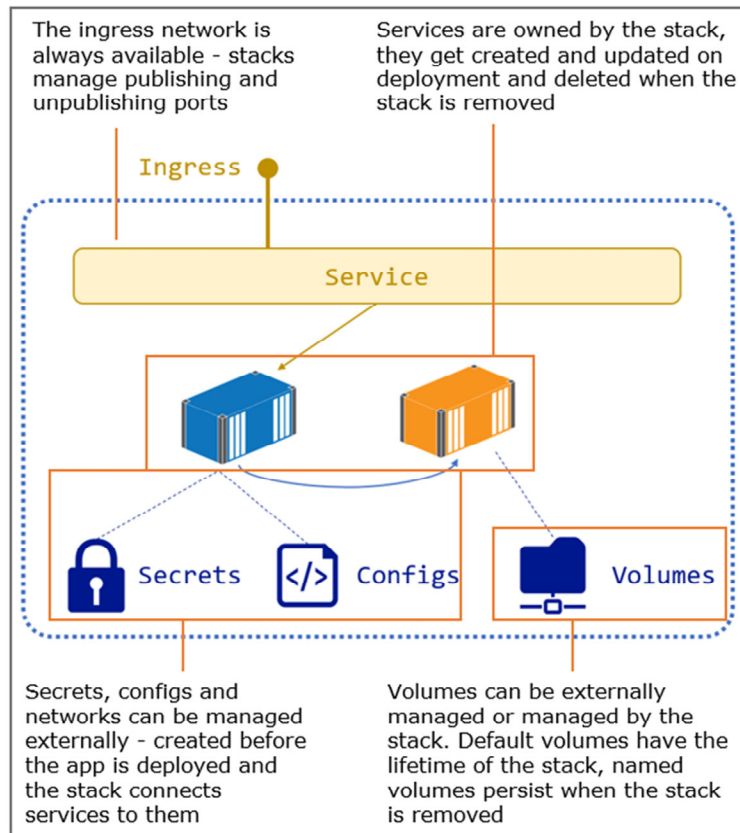 The ingress network is
always available - stacks
manage publishing and
unpublishing ports
Services are owned by the stack,
they get created and updated on
deployment and deleted when the
stack is removed
Ingress
Service
Secrets
Configs
Volumes
Secrets, configs and
networks can be managed
externally - created before
the app is deployed and
the stack connects
services to them
Volumes can be externally
managed or managed by the
stack. Default volumes have the
lifetime of the stack, named
volumes persist when the stack
is removed